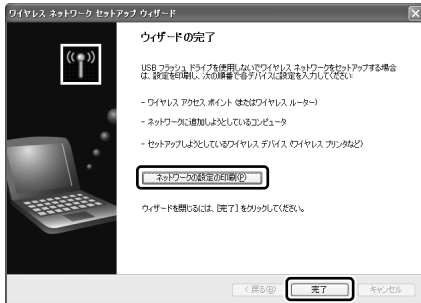 ワイヤレス ネットワーク セットアップ ウィザード
ウィザードの完了
USB フラッシュ ドライブを使用しないでワイヤレス ネットワークをセットアップする場合
は、設定を印刷し、次の順番で各デバイスに設定を入力してください:
- ワイヤレス アクセス ポイント (またはワイヤレス ルーター)
- ネットワークに追加しようとしているコンピュータ
- セットアップしようとしているワイヤレス デバイス (ワイヤレス プリンタなど)
ネットワークの設定の印刷(P)
ウィザードを閉じるには、[完了] をクリックしてください。
< 戻る(B)
完了
キャンセル